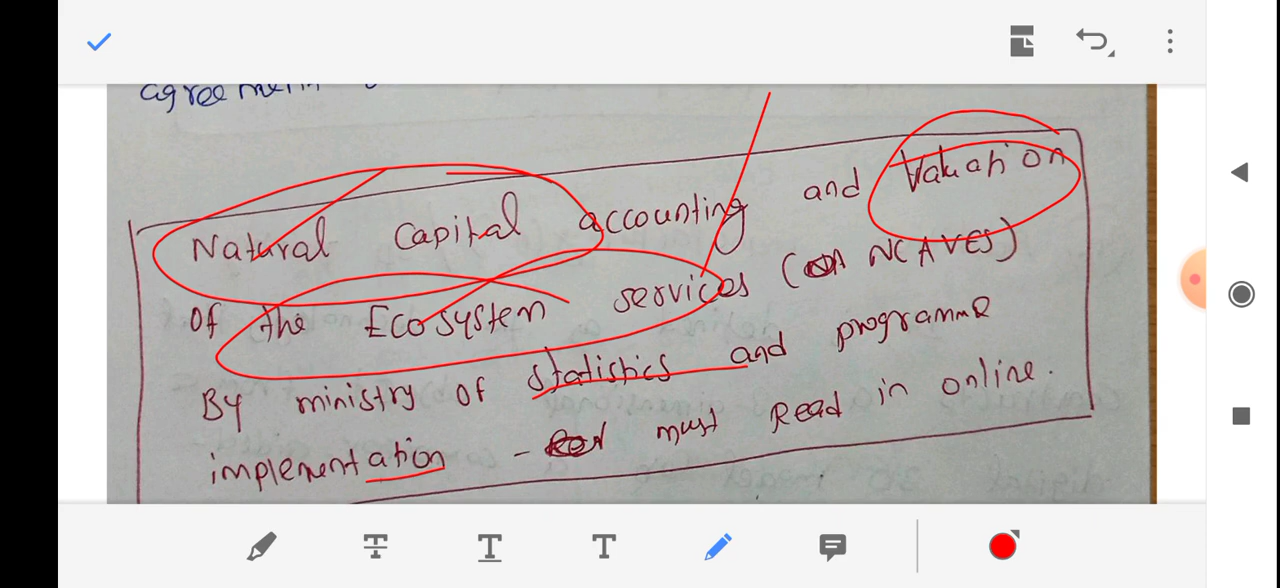 agreement
Natural Capital accounting and Valuation
Of the Ecosystem services (NCAVES)
By ministry of statistics and programme
implementation - must Read in online.
T T T